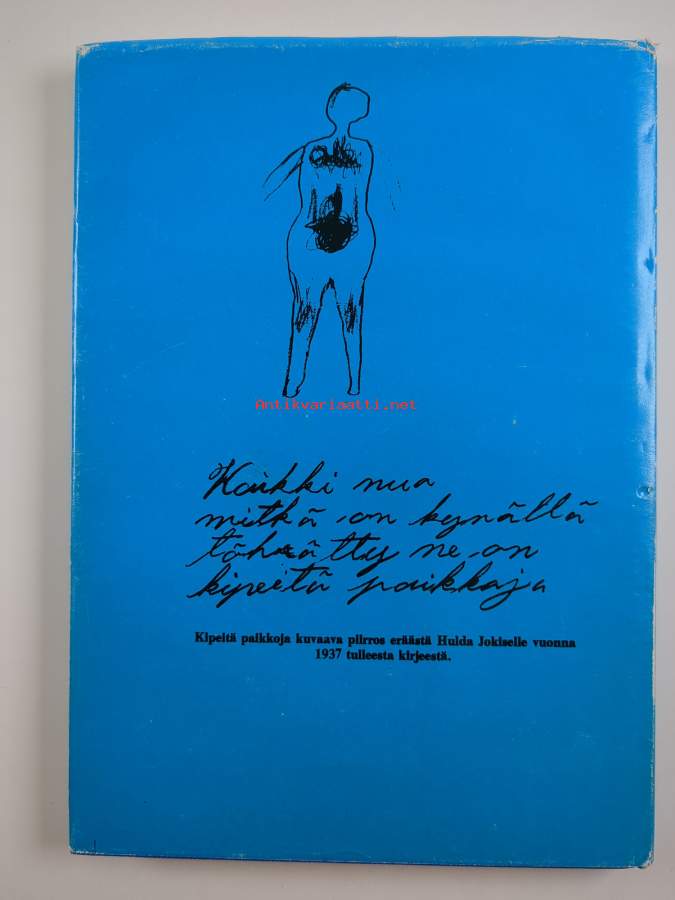 Antikvariaatti.net
Kaikki nua
mitkä on kynällä
töhrätty ne on
kipeitä paikkoja
Kipeitä paikkoja kuvaava piirros eräästä Hulda Jokiselle vuonna
1937 tulleesta kirjeestä.